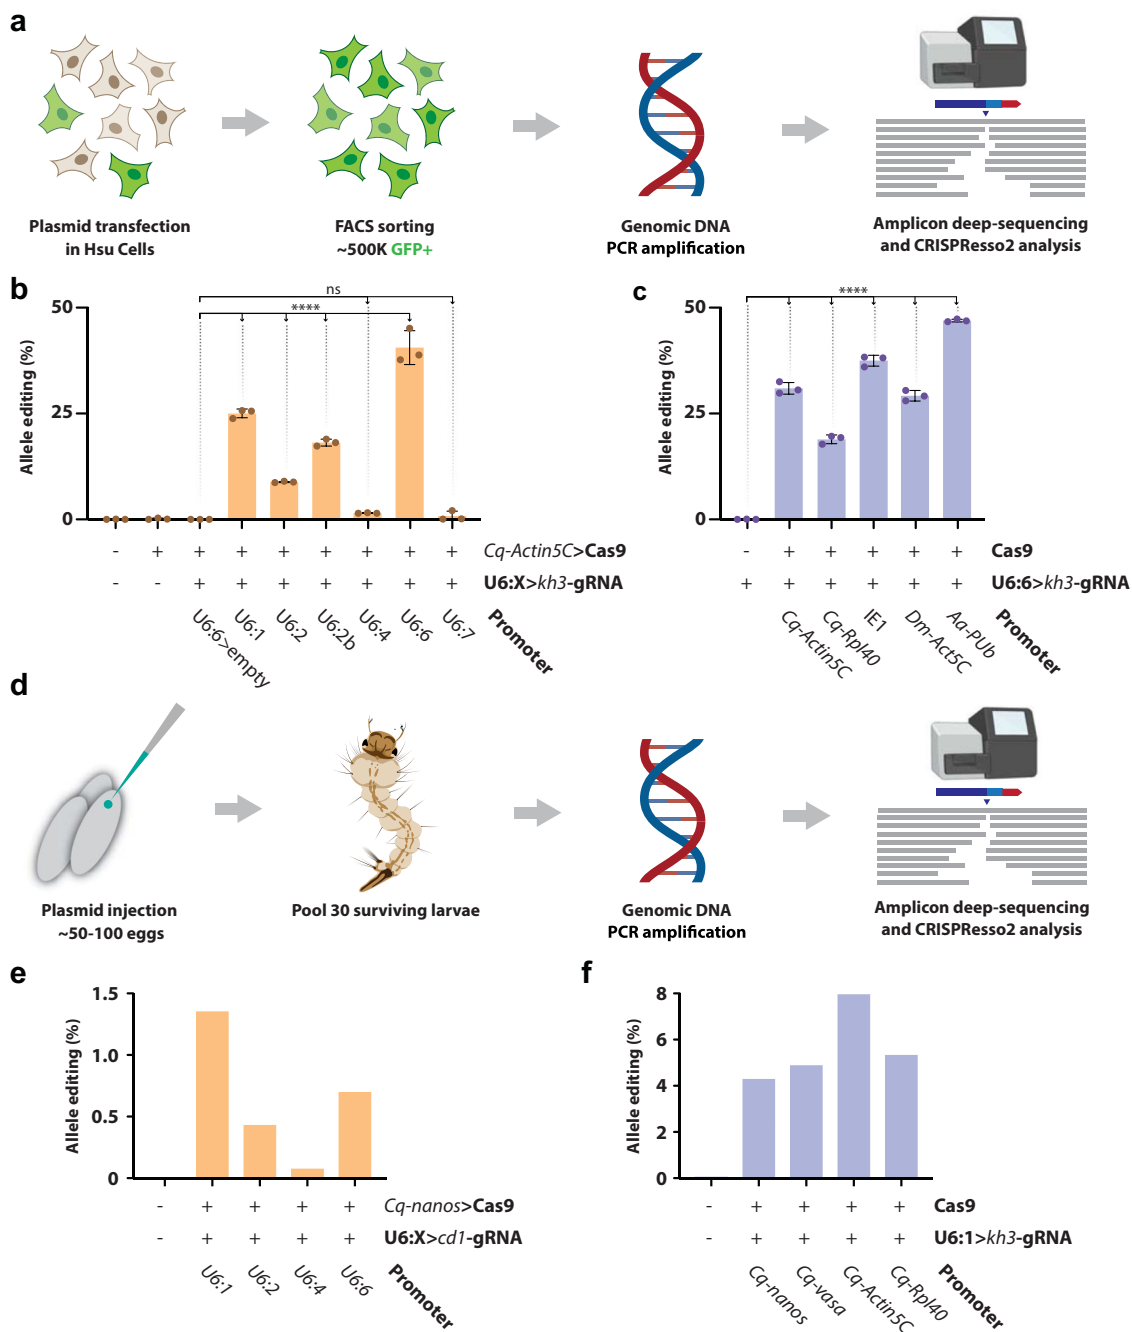 a
Plasmid transfection
in Hsu Cells
FACS sorting
~500K GFP+
Genomic DNA
PCR amplification
Amplicon deep-sequencing
and CRISPResso2 analysis
b
Allele editing (%)
50
25
0
ns
****
- + + + + + + + + Cq-Actin5C>Cas9
- - + + + + + + + U6:X>kh3-gRNA
U6:6>empty
U6:1
U6:2
U6:2b
U6:4
U6:6
U6:7
Promoter
c
Allele editing (%)
50
25
0
****
- + + + + + Cas9
+ + + + + + U6:6>kh3-gRNA
Cq-Actin5C
Cq-Rpl40
IE1
Dm-Act5C
Aa-PUb
Promoter
d
Plasmid injection
~50-100 eggs
Pool 30 surviving larvae
Genomic DNA
PCR amplification
Amplicon deep-sequencing
and CRISPResso2 analysis
e
Allele editing (%)
1.5
1.0
0.5
0
- + + + + Cq-nanos>Cas9
- + + + + U6:X>cd1-gRNA
U6:1
U6:2
U6:4
U6:6
Promoter
f
Allele editing (%)
8
6
4
2
0
- + + + + Cas9
- + + + + U6:1>kh3-gRNA
Cq-nanos
Cq-vasa
Cq-Actin5C
Cq-Rpl40
Promoter